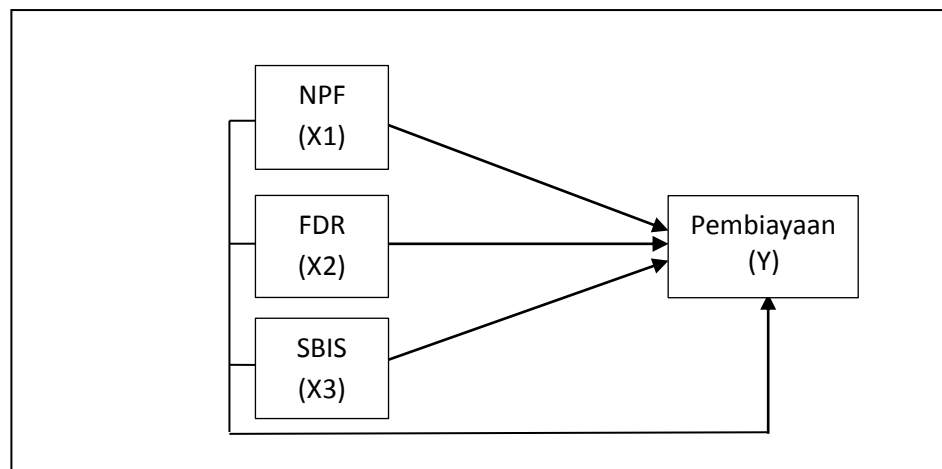 NPF
(X1)
FDR
(X2)
SBIS
(X3)
Pembiayaan
(Y)